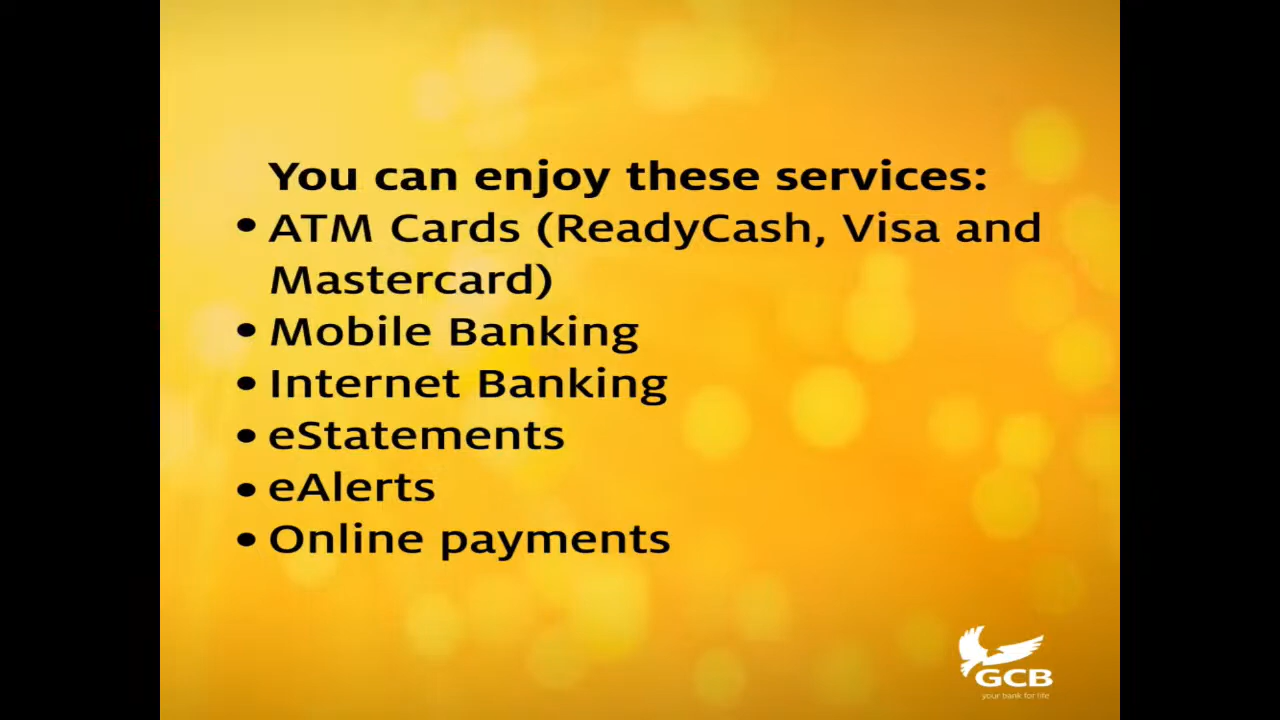 You can enjoy these services:
• ATM Cards (ReadyCash, Visa and
Mastercard)
• Mobile Banking
• Internet Banking
• eStatements
• eAlerts
• Online payments
GCB
your bank for life